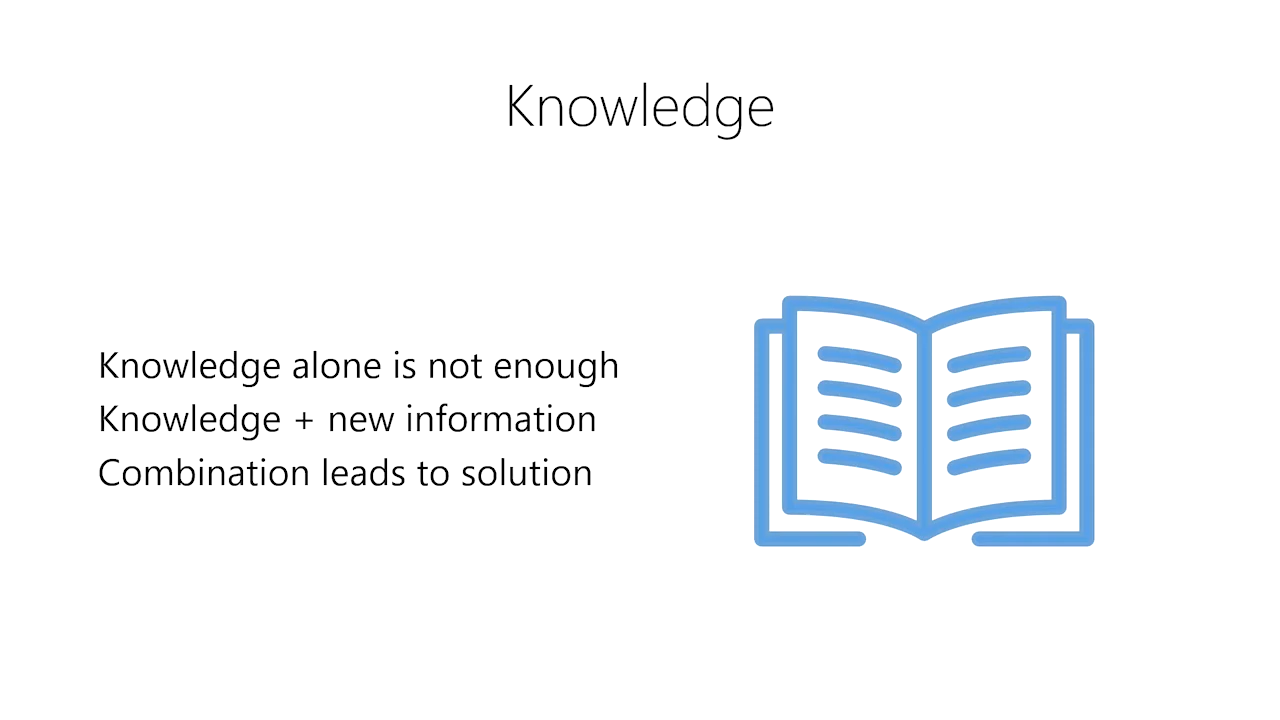 Knowledge
Knowledge alone is not enough
Knowledge + new information
Combination leads to solution